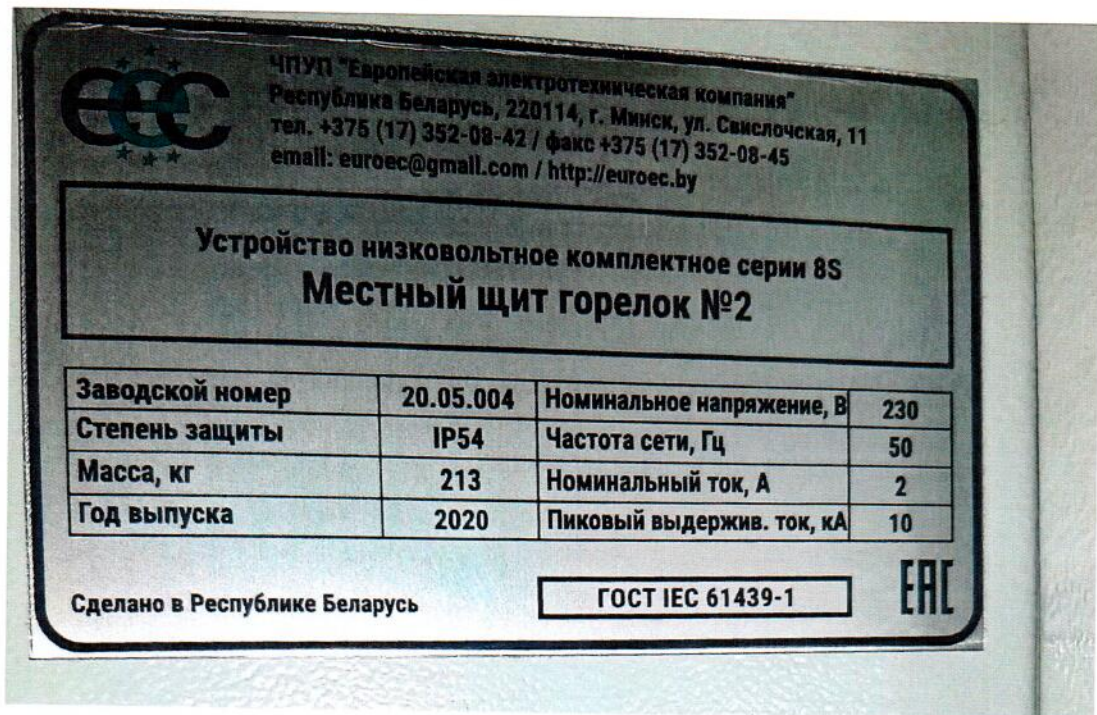 eec
ЧПУП "Европейская электротехническая компания"
Республика Беларусь, 220114, г. Минск, ул. Свислочская, 11
тел. +375 (17) 352-08-42 / факс +375 (17) 352-08-45
email: euroec@gmail.com / http://euroec.by
Устройство низковольтное комплектное серии 8S
Местный щит горелок №2
Заводской номер 20.05.004 Номинальное напряжение, В 230
Степень защиты IP54 Частота сети, Гц 50
Масса, кг 213 Номинальный ток, А 2
Год выпуска 2020 Пиковый выдержив. ток, кА 10
Сделано в Республике Беларусь ГОСТ IEC 61439-1 EAC